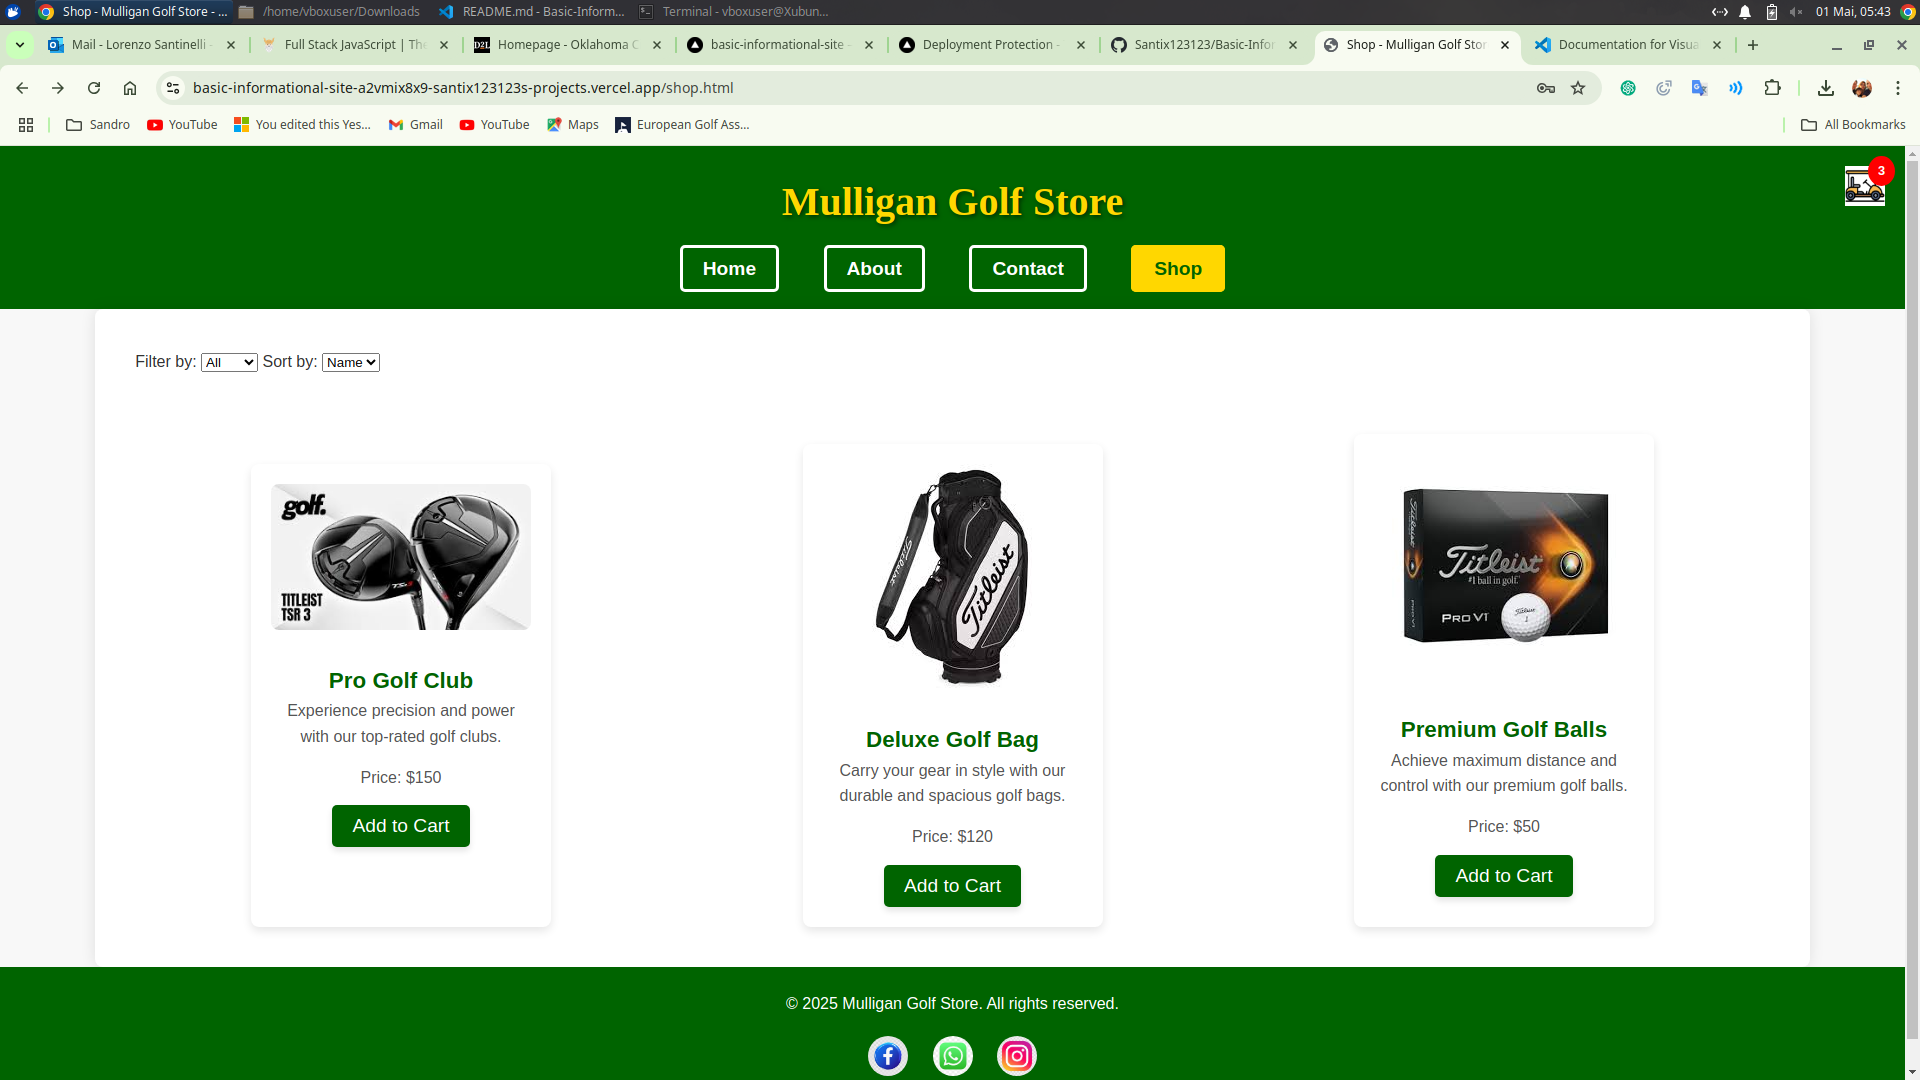 Shop - Mulligan Golf Store - ...
/home/vboxuser/Downloads
README.md - Basic-Inform...
Terminal - vboxuser@Xubun...
01 Mai, 05:43
Mail - Lorenzo Santinelli -
Full Stack JavaScript | The
D2L
Homepage - Oklahoma C
basic-informational-site -
Deployment Protection -
Santix123123/Basic-Infor
Shop - Mulligan Golf Stor
Documentation for Visua
basic-informational-site-a2vmix8x9-santix123123s-projects.vercel.app/shop.html
Sandro
YouTube
You edited this Yes...
Gmail
YouTube
Maps
European Golf Ass...
All Bookmarks
Mulligan Golf Store
3
Home
About
Contact
Shop
Filter by: All Sort by: Name
golf.
TITLEIST
TSR 3
Pro Golf Club
Experience precision and power
with our top-rated golf clubs.
Price: $150
Add to Cart
Titleist
Titleist
Deluxe Golf Bag
Carry your gear in style with our
durable and spacious golf bags.
Price: $120
Add to Cart
Titleist
#1 ball in golf.
PRO V1
Premium Golf Balls
Achieve maximum distance and
control with our premium golf balls.
Price: $50
Add to Cart
© 2025 Mulligan Golf Store. All rights reserved.